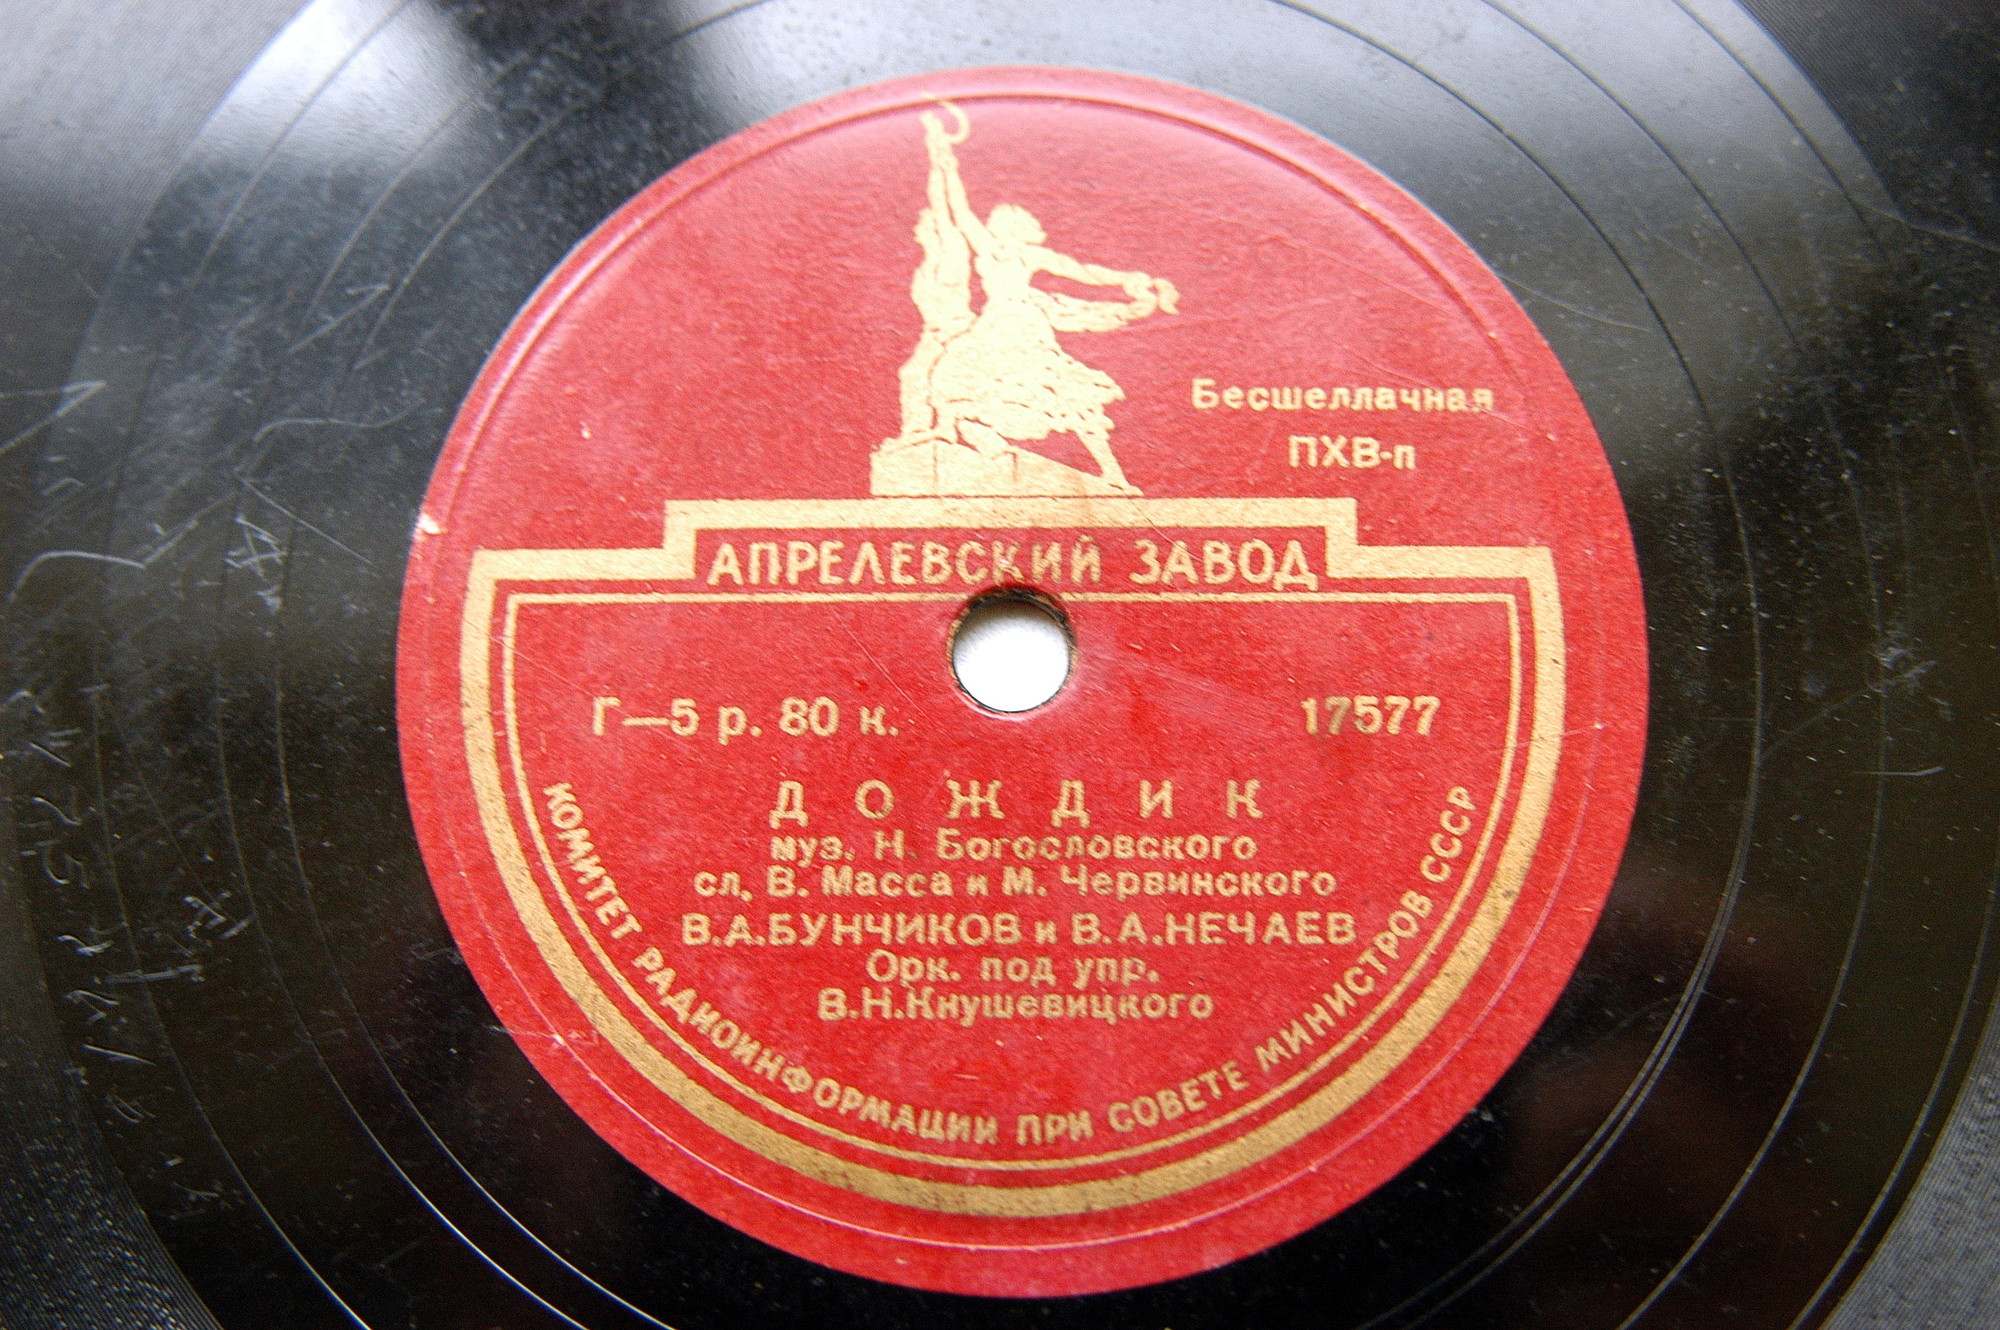 Бесшеллачная
ПХВ-п
АПРЕЛЕВСКИЙ ЗАВОД
Г—5 р. 80 к.
17577
ДОЖДИК
муз. Н. Богословского
сл. В. Масса и М. Червинского
В.А.БУНЧИКОВ и В.А.НЕЧАЕВ
Орк. под упр.
В.Н.Кнушевицкого
КОМИТЕТ РАДИОИНФОРМАЦИИ ПРИ СОВЕТЕ МИНИСТРОВ СССР